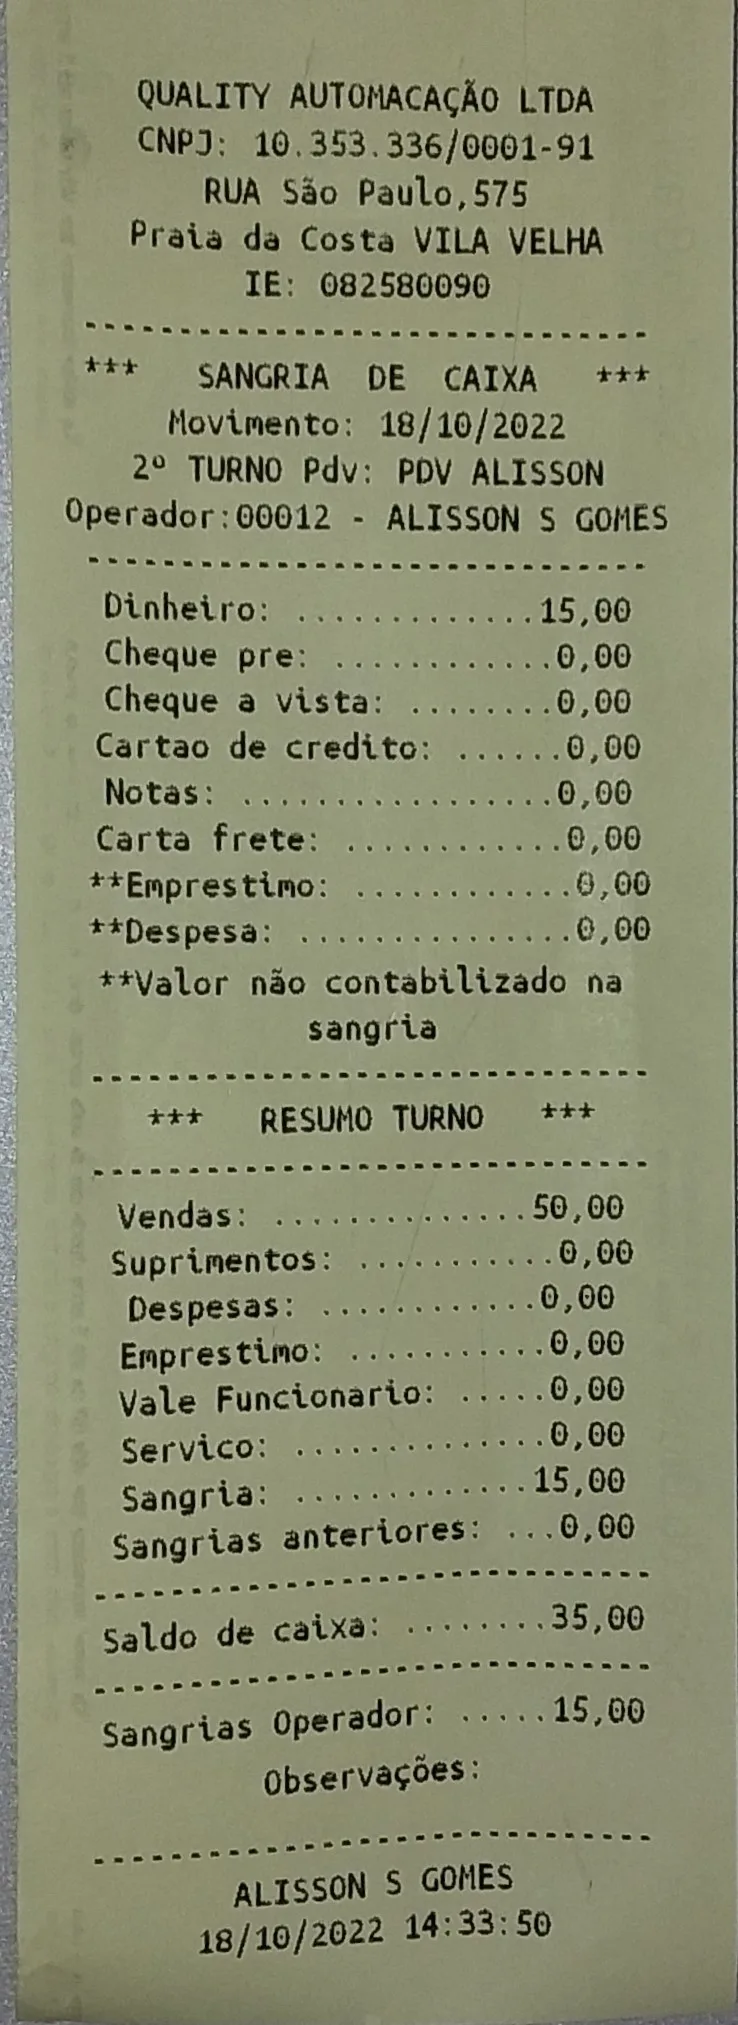 QUALITY AUTOMACAÇÃO LTDA
CNPJ: 10.353.336/0001-91
RUA São Paulo,575
Praia da Costa VILA VELHA
IE: 082580090
------------------------------
*** SANGRIA DE CAIXA ***
Movimento: 18/10/2022
2º TURNO Pdv: PDV ALISSON
Operador:00012 - ALISSON S GOMES
------------------------------
Dinheiro: .............15,00
Cheque pre: ............0,00
Cheque a vista: ........0,00
Cartao de credito: ......0,00
Notas: .................0,00
Carta frete: ............0,00
**Emprestimo: ............0,00
**Despesa: ...............0,00
**Valor não contabilizado na
sangria
------------------------------
*** RESUMO TURNO ***
------------------------------
Vendas: ..............50,00
Suprimentos: ...........0,00
Despesas: ............0,00
Emprestimo: ...........0,00
Vale Funcionario: .....0,00
Servico: ..............0,00
Sangria: .............15,00
Sangrias anteriores: ...0,00
------------------------------
Saldo de caixa: ........35,00
------------------------------
Sangrias Operador: .....15,00
Observações:
------------------------------
ALISSON S GOMES
18/10/2022 14:33:50